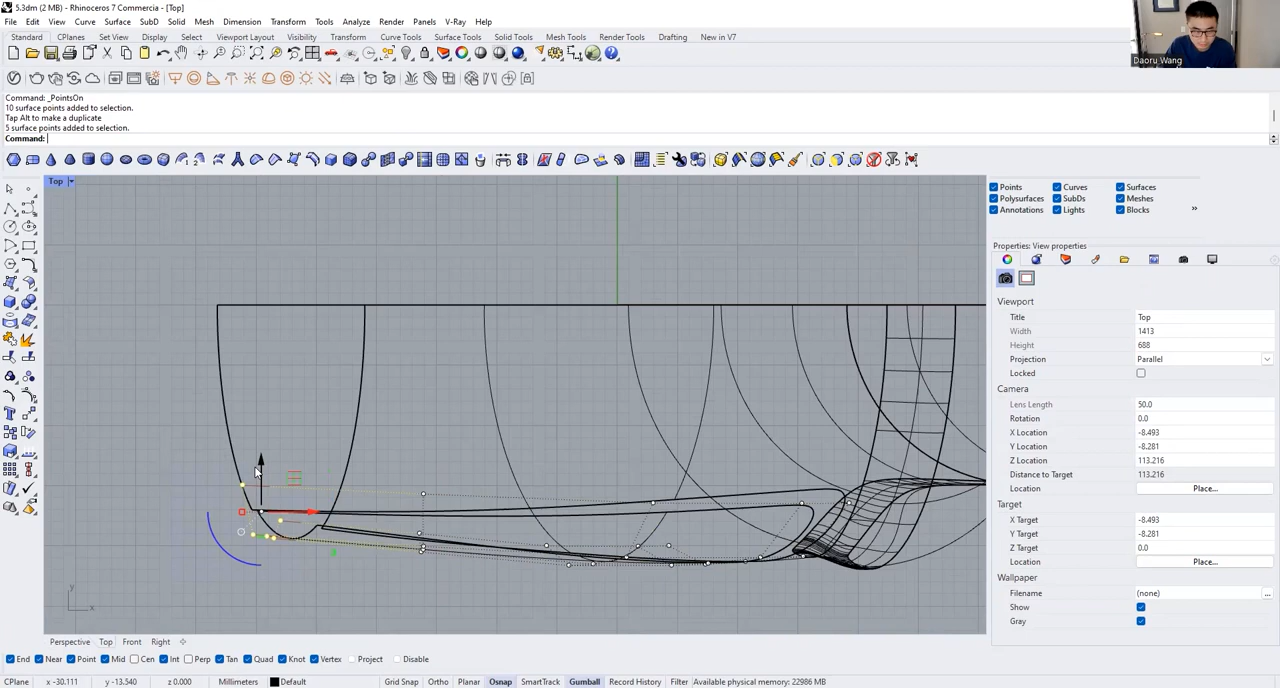 5.3dm (2 MB) - Rhinoceros 7 Commercia - [Top]
File Edit View Curve Surface SubD Solid Mesh Dimension Transform Tools Analyze Render Panels V-Ray Help
Standard CPlanes Set View Display Select Viewport Layout Visibility Transform Curve Tools Surface Tools Solid Tools Mesh Tools Render Tools Drafting New in V7
Daoru Wang
Command: _PointsOn
10 surface points added to selection.
Tap Alt to make a duplicate
5 surface points added to selection.
Command:
Top
Points Curves Surfaces
Polysurfaces SubDs Meshes
Annotations Lights Blocks
Properties: View properties
Viewport
Title Top
Width 1413
Height 688
Projection Parallel
Locked
Camera
Lens Length 50.0
Rotation 0.0
X Location -8.493
Y Location -8.281
Z Location 113.216
Distance to Target 113.216
Location Place...
Target
X Target -8.493
Y Target -8.281
Z Target 0.0
Location Place...
Wallpaper
Filename (none)
Show
Gray
y
x
Perspective Top Front Right
End Near Point Mid Cen Int Perp Tan Quad Knot Vertex Project Disable
CPlane x -30.111 y -13.540 z 0.000 Millimeters Default Grid Snap Ortho Planar Osnap SmartTrack Gumball Record History Filter Available physical memory: 22986 MB